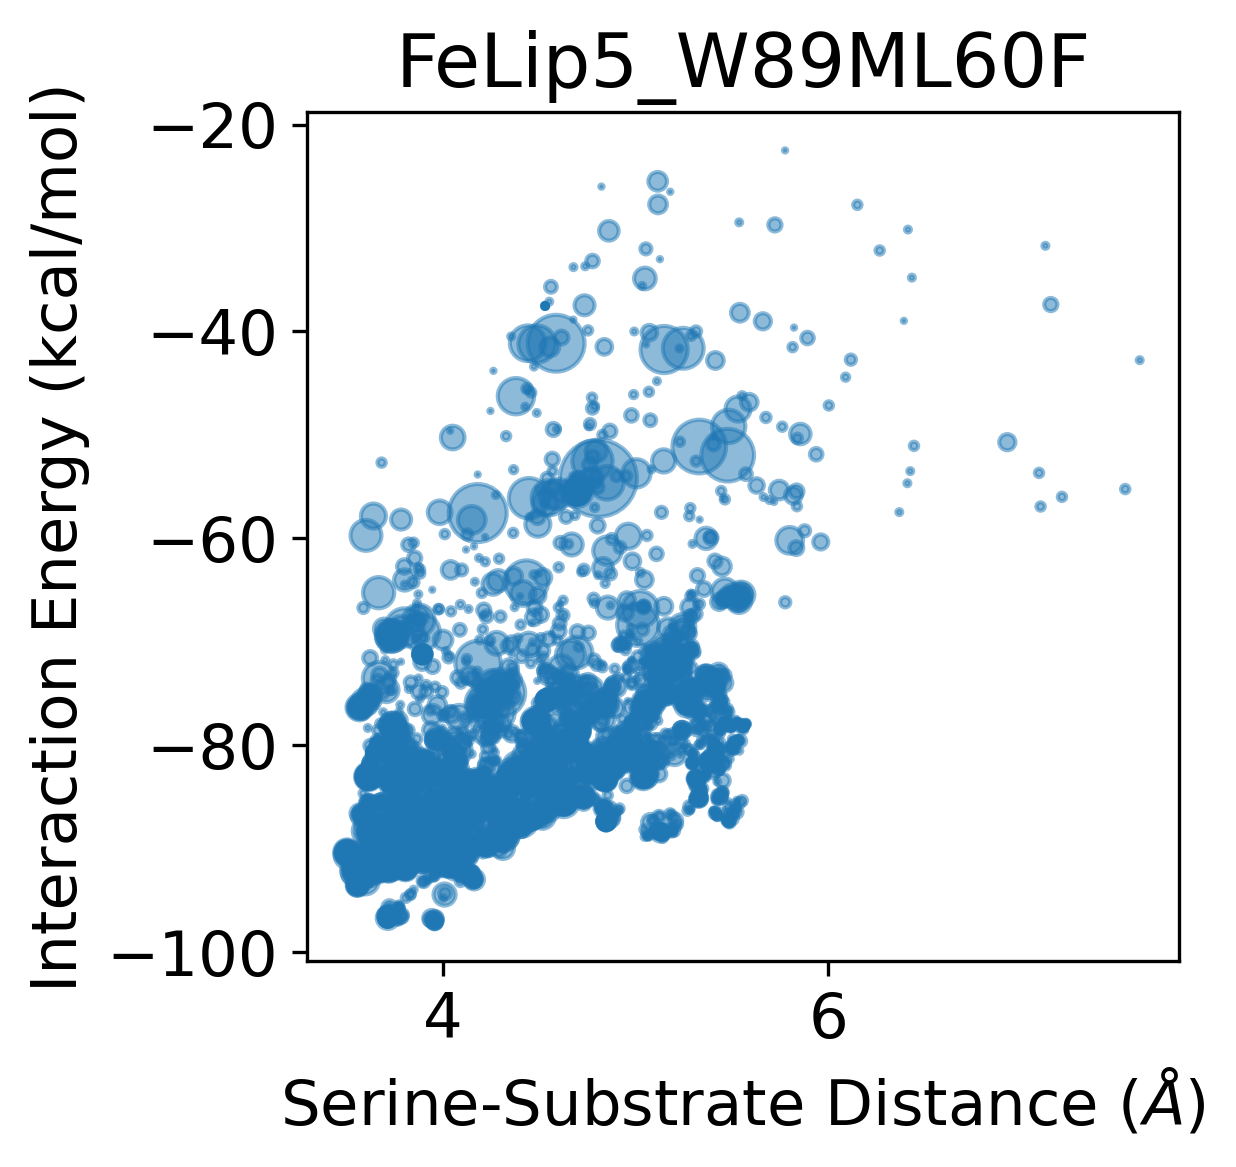 FeLip5_W89ML60F
Interaction Energy (kcal/mol)
−20
−40
−60
−80
−100
4
6
Serine-Substrate Distance (Å)